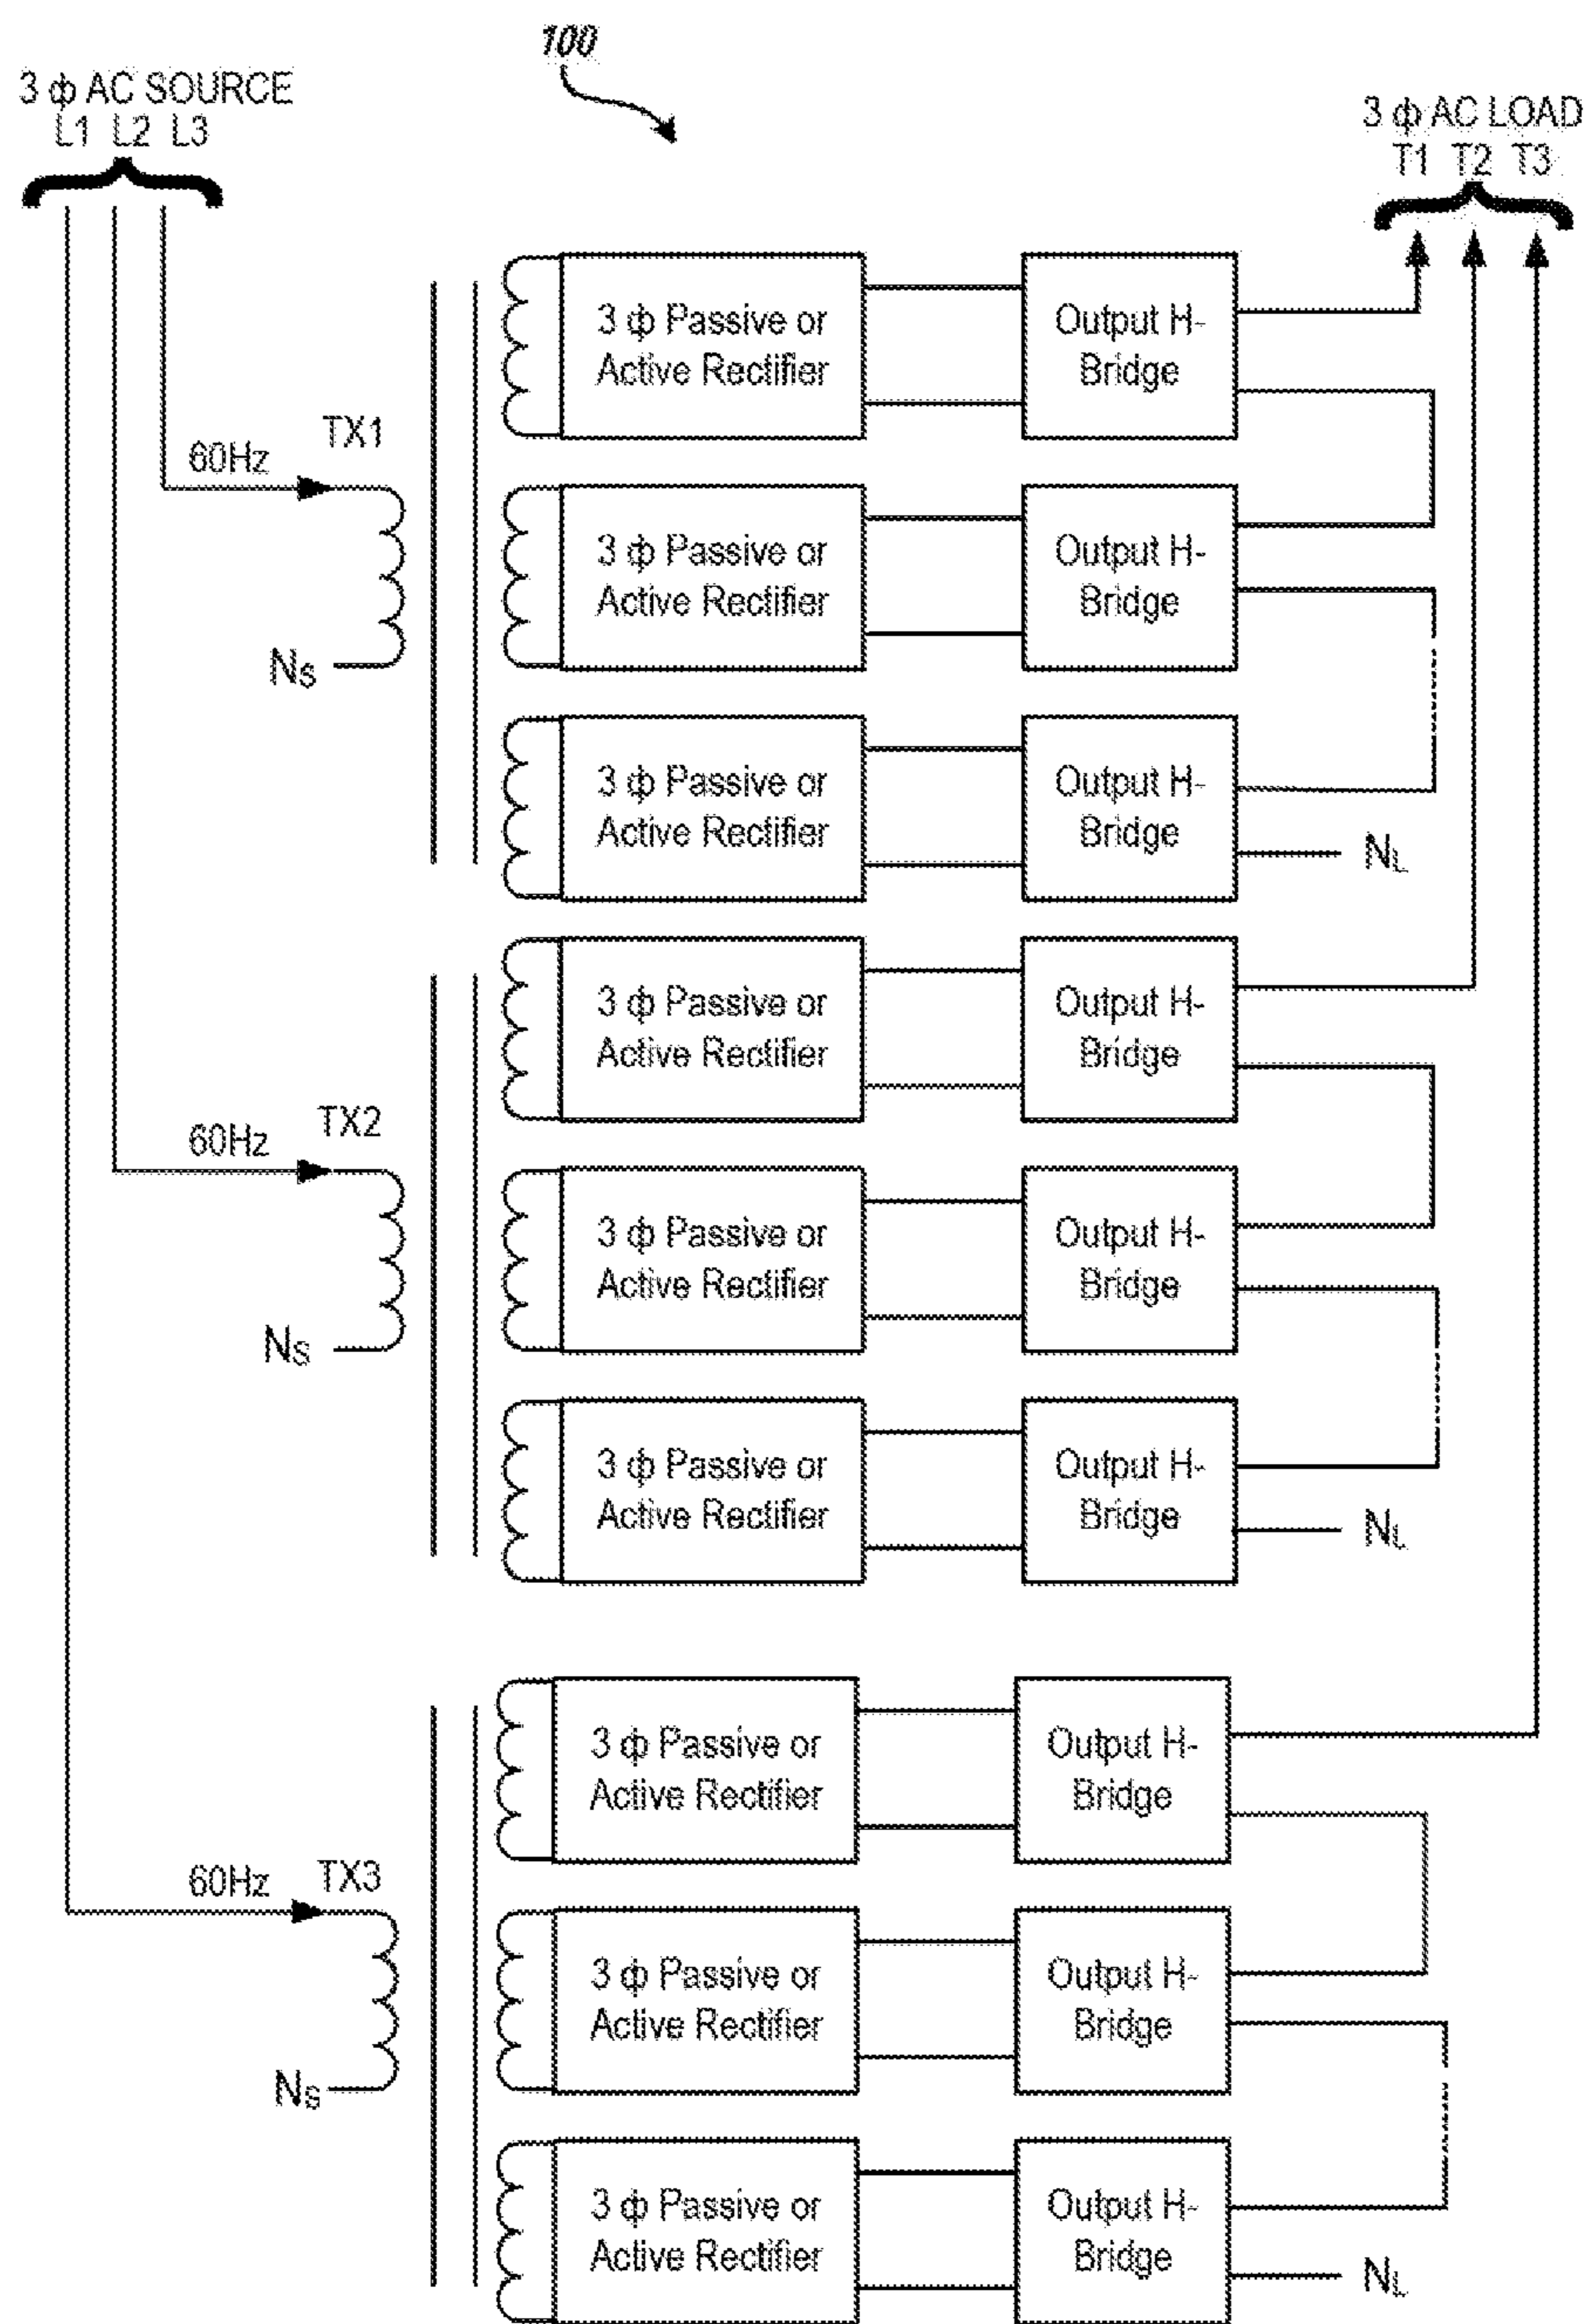 100
3 ф AC SOURCE
L1 L2 L3
3 ф AC LOAD
T1 T2 T3
3 ф Passive or
Active Rectifier
Output H-
Bridge
TX1
60Hz
NS
3 ф Passive or
Active Rectifier
Output H-
Bridge
3 ф Passive or
Active Rectifier
Output H-
Bridge
NL
3 ф Passive or
Active Rectifier
Output H-
Bridge
TX2
60Hz
NS
3 ф Passive or
Active Rectifier
Output H-
Bridge
3 ф Passive or
Active Rectifier
Output H-
Bridge
NL
3 ф Passive or
Active Rectifier
Output H-
Bridge
TX3
60Hz
NS
3 ф Passive or
Active Rectifier
Output H-
Bridge
3 ф Passive or
Active Rectifier
Output H-
Bridge
NL